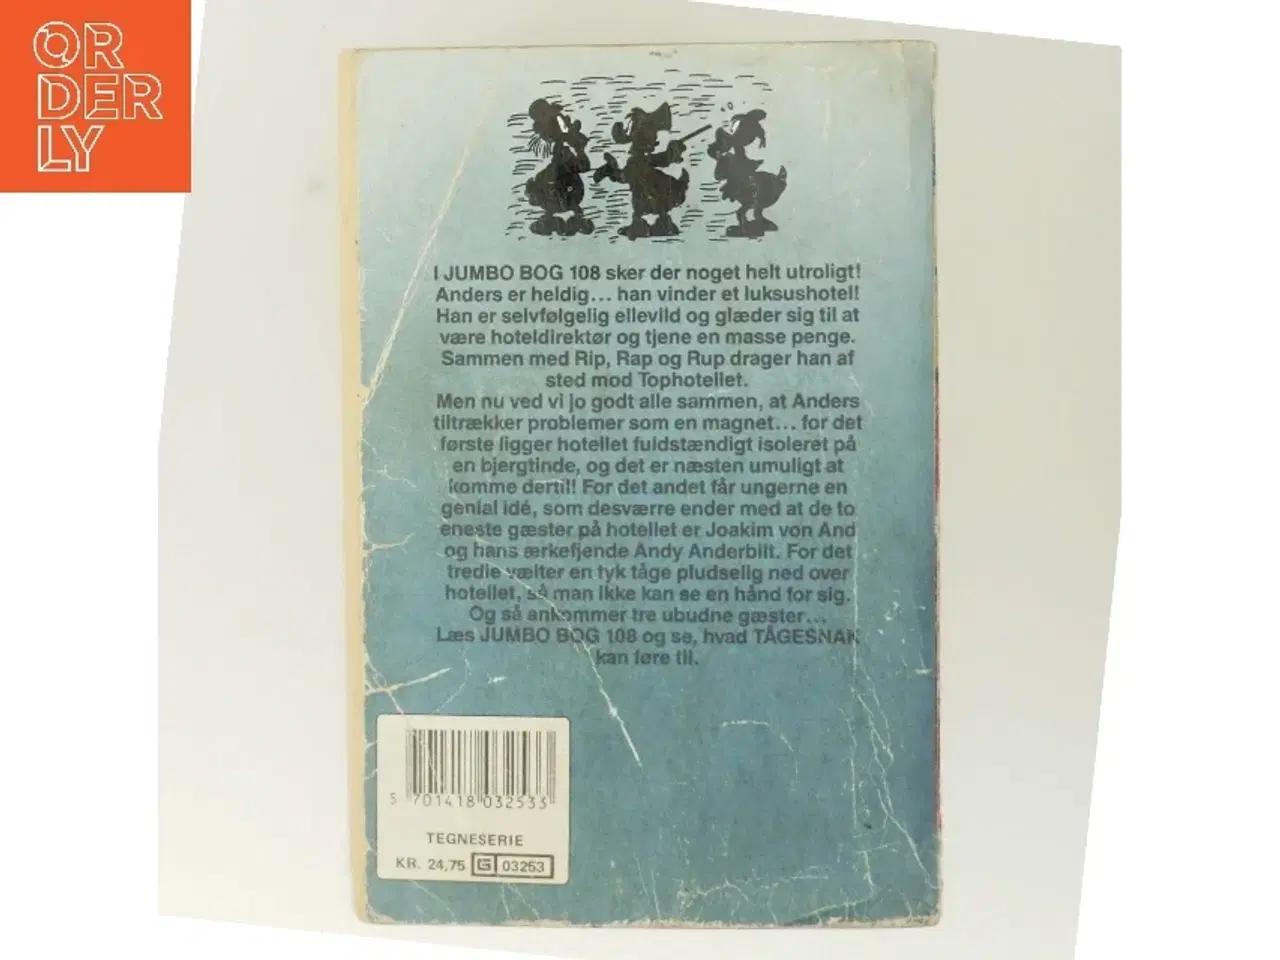 OR
DER
LY
I JUMBO BOG 108 sker der noget helt utroligt!
Anders er heldig... han vinder et luksushotel!
Han er selvfølgelig ellevild og glæder sig til at
være hoteldirektør og tjene en masse penge.
Sammen med Rip, Rap og Rup drager han af
sted mod Tophotellet.
Men nu ved vi jo godt alle sammen, at Anders
tiltrækker problemer som en magnet... for det
første ligger hotellet fuldstændigt isoleret på
en bjergtinde, og det er næsten umuligt at
komme dertil! For det andet får ungerne en
genial idé, som desværre ender med at de to
eneste gæster på hotellet er Joakim von And
og hans ærkefjende Andy Anderbilt. For det
tredie vælter en tyk tåge pludselig ned over
hotellet, så man ikke kan se en hånd for sig.
Og så ankommer tre ubudne gæster...
Læs JUMBO BOG 108 og se, hvad TÅGESNAK
kan føre til.
5 701418 032533
TEGNESERIE
KR. 24,75 G 03253